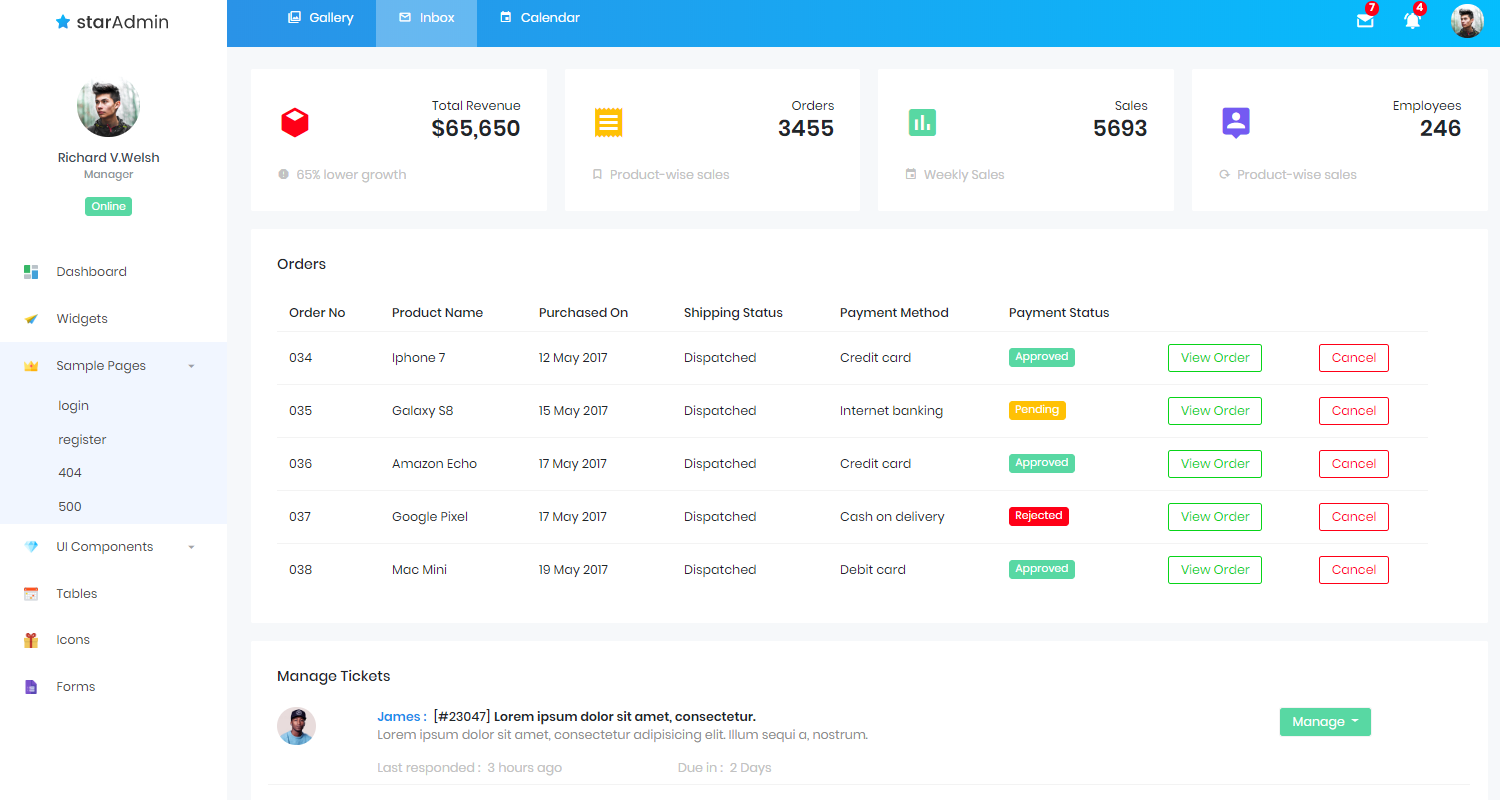 starAdmin
Gallery Inbox Calendar
7 4
Richard V.Welsh
Manager
Online
Dashboard
Widgets
Sample Pages
login
register
404
500
UI Components
Tables
Icons
Forms
Total Revenue
$65,650
65% lower growth
Orders
3455
Product-wise sales
Sales
5693
Weekly Sales
Employees
246
Product-wise sales
Orders
Order No Product Name Purchased On Shipping Status Payment Method Payment Status
034 Iphone 7 12 May 2017 Dispatched Credit card Approved View Order Cancel
035 Galaxy S8 15 May 2017 Dispatched Internet banking Pending View Order Cancel
036 Amazon Echo 17 May 2017 Dispatched Credit card Approved View Order Cancel
037 Google Pixel 17 May 2017 Dispatched Cash on delivery Rejected View Order Cancel
038 Mac Mini 19 May 2017 Dispatched Debit card Approved View Order Cancel
Manage Tickets
James : [#23047] Lorem ipsum dolor sit amet, consectetur.
Lorem ipsum dolor sit amet, consectetur adipisicing elit. Illum sequi a, nostrum.
Last responded : 3 hours ago Due in : 2 Days
Manage